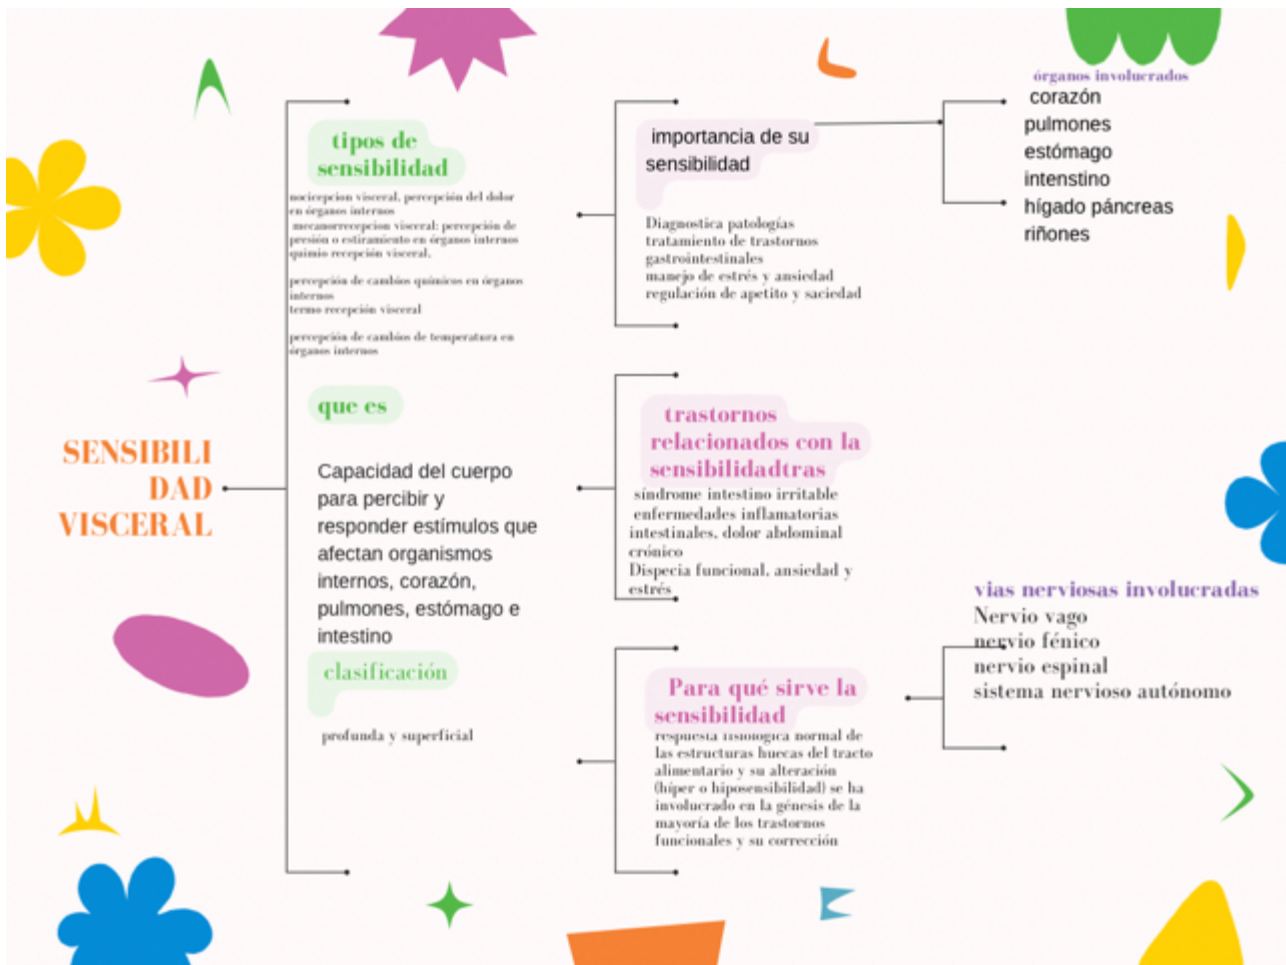 SENSIBILI
DAD
VISCERAL
tipos de
sensibilidad
nocicepcion visceral, percepción del dolor
en órganos internos
mecanorrecepcion visceral: percepción de
presión o estiramiento en órganos internos
quimio recepción visceral,
percepción de cambios químicos en órganos
internos
termo recepción visceral
percepción de cambios de temperatura en
órganos internos
que es
Capacidad del cuerpo
para percibir y
responder estímulos que
afectan organismos
internos, corazón,
pulmones, estómago e
intestino
clasificación
profunda y superficial
importancia de su
sensibilidad
Diagnostica patologías
tratamiento de trastornos
gastrointestinales
manejo de estrés y ansiedad
regulación de apetito y saciedad
trastornos
relacionados con la
sensibilidadtras
síndrome intestino irritable
enfermedades inflamatorias
intestinales, dolor abdominal
crónico
Dispecia funcional, ansiedad y
estrés
Para qué sirve la
sensibilidad
respuesta fisiológica normal de
las estructuras huecas del tracto
alimentario y su alteración
(híper o hiposensibilidad) se ha
involucrado en la génesis de la
mayoría de los trastornos
funcionales y su corrección
órganos involucrados
corazón
pulmones
estómago
intenstino
hígado páncreas
riñones
vias nerviosas involucradas
Nervio vago
nervio fénico
nervio espinal
sistema nervioso autónomo